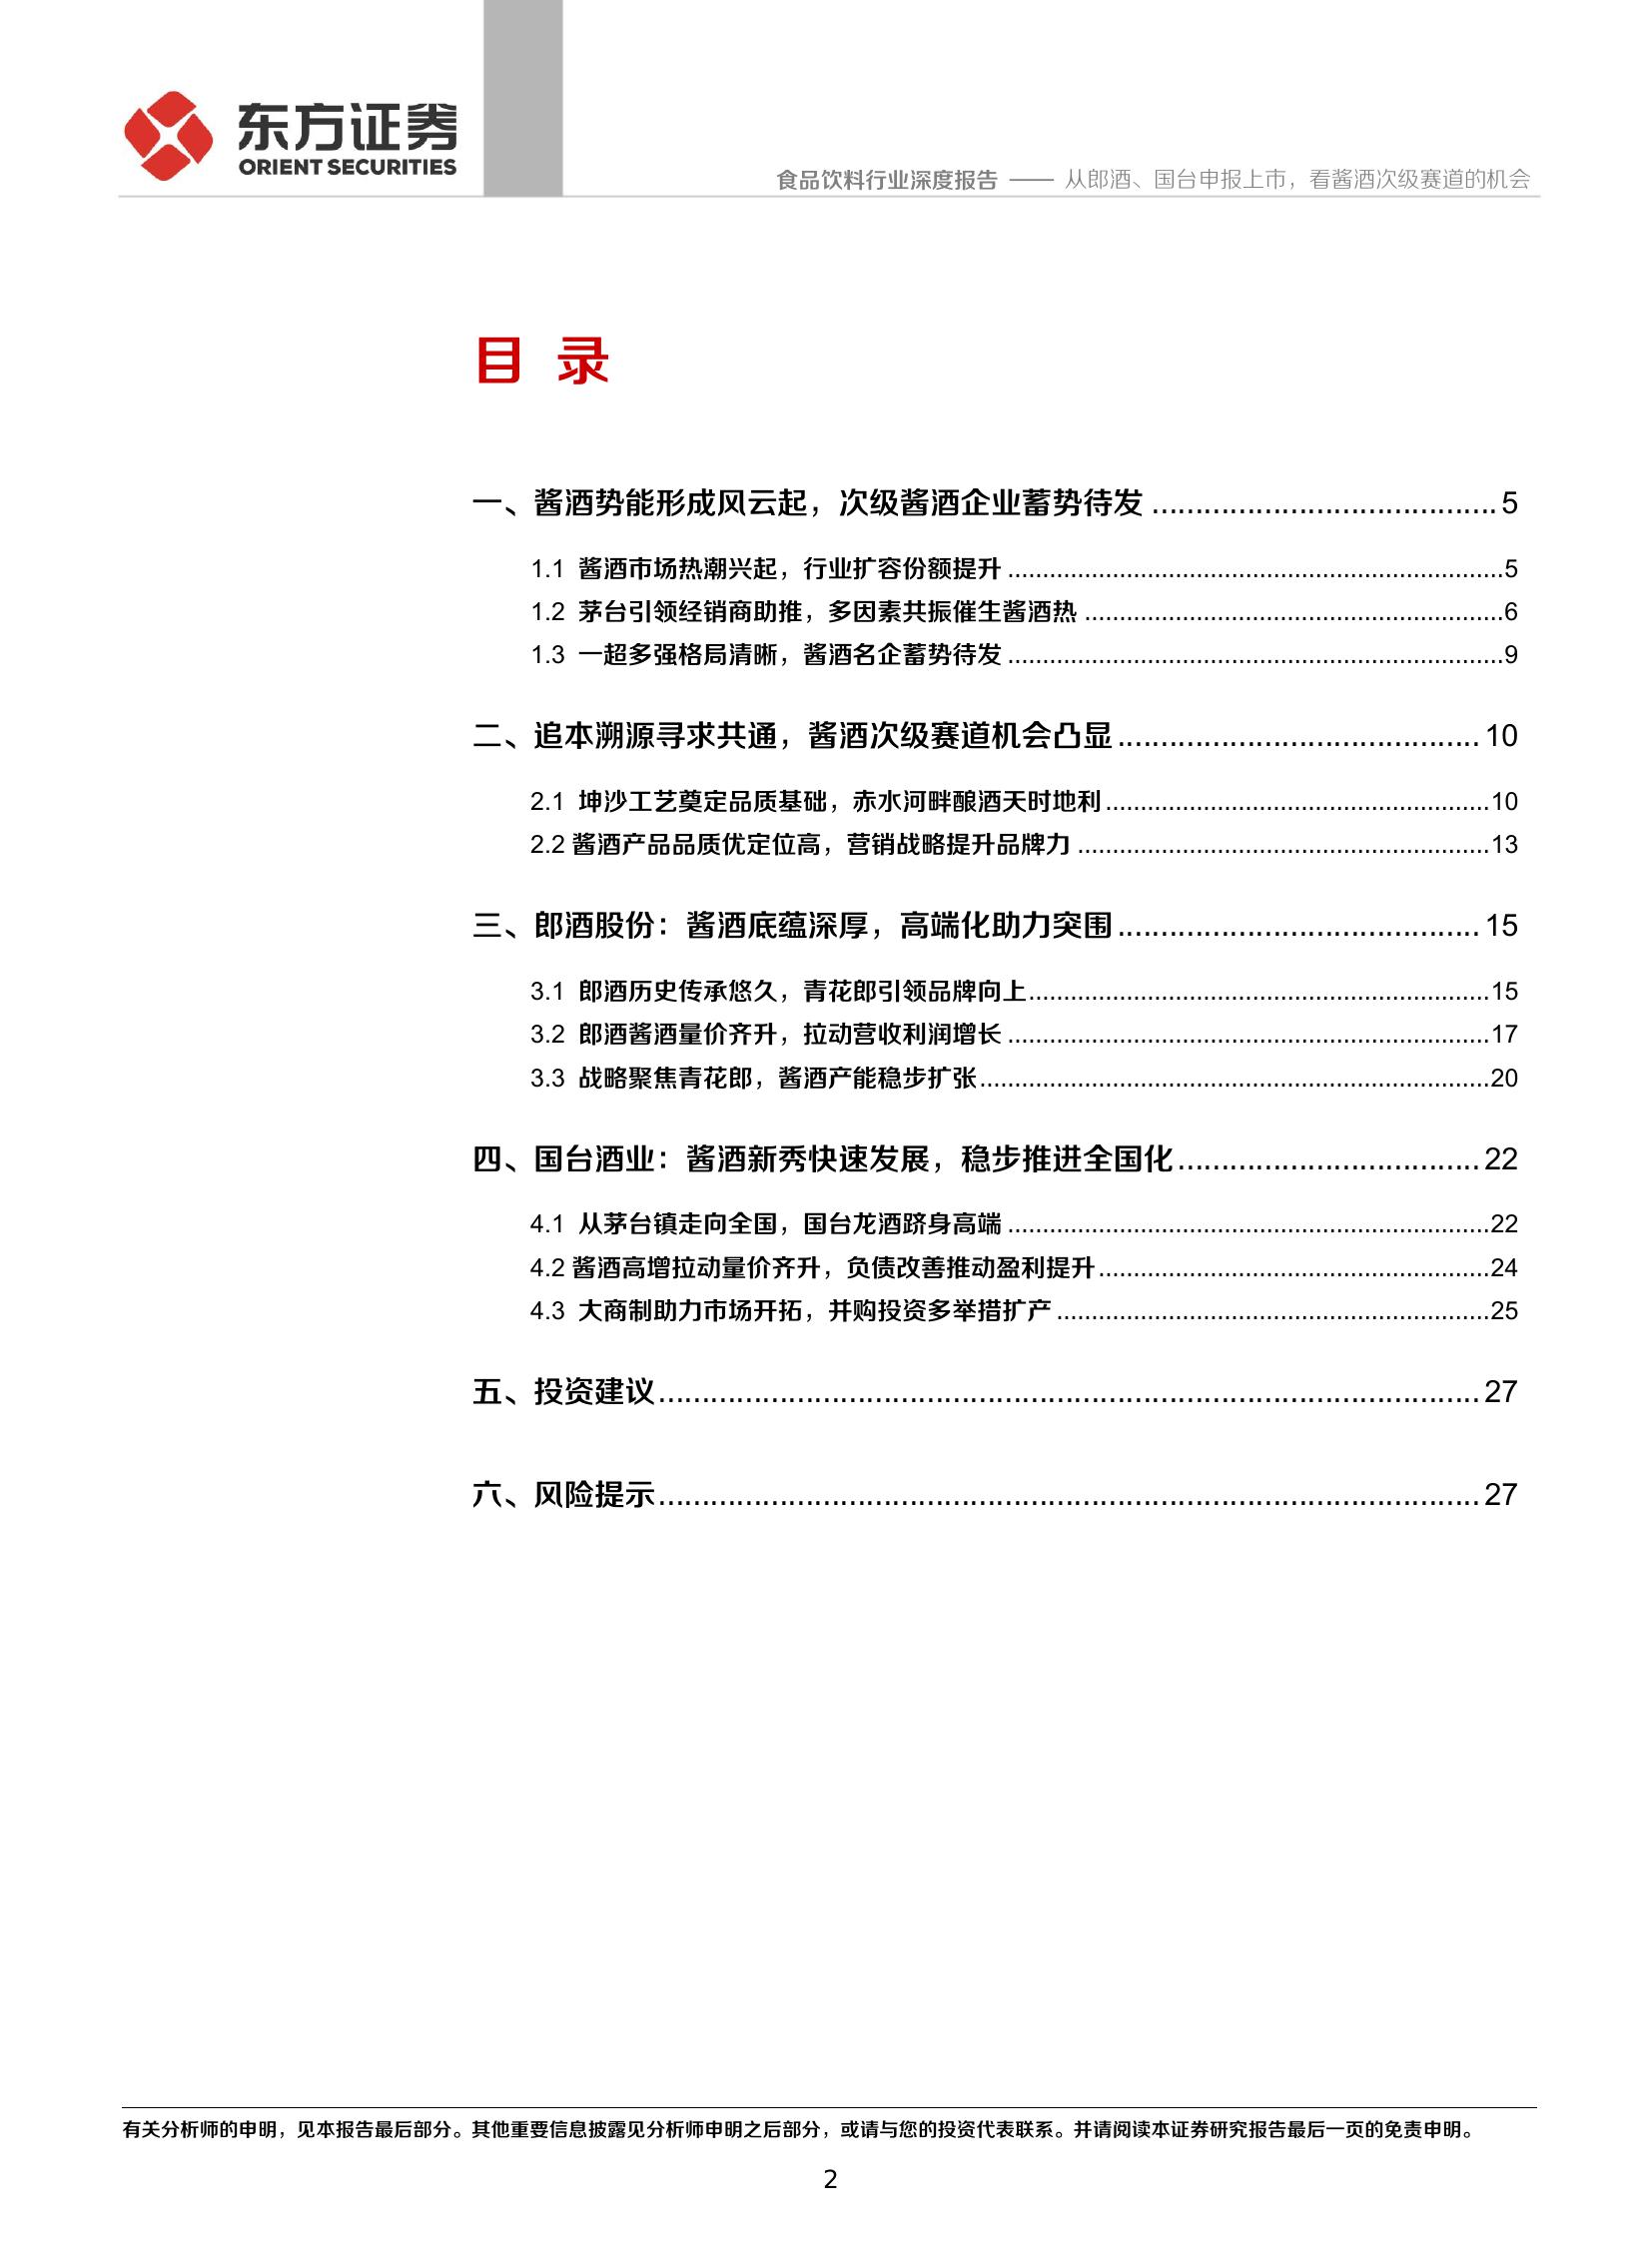 东方证券
ORIENT SECURITIES
食品饮料行业深度报告 —— 从郎酒、国台申报上市，看酱酒次级赛道的机会
目 录
一、酱酒势能形成风云起，次级酱酒企业蓄势待发 ........................................ 5
1.1 酱酒市场热潮兴起，行业扩容份额提升 ........................................5
1.2 茅台引领经销商助推，多因素共振催生酱酒热 ........................................6
1.3 一超多强格局清晰，酱酒名企蓄势待发 ........................................9
二、追本溯源寻求共通，酱酒次级赛道机会凸显 ........................................ 10
2.1 坤沙工艺奠定品质基础，赤水河畔酿酒天时地利 ........................................10
2.2 酱酒产品品质优定位高，营销战略提升品牌力 ........................................13
三、郎酒股份：酱酒底蕴深厚，高端化助力突围 ........................................ 15
3.1 郎酒历史传承悠久，青花郎引领品牌向上 ........................................15
3.2 郎酒酱酒量价齐升，拉动营收利润增长 ........................................17
3.3 战略聚焦青花郎，酱酒产能稳步扩张 ........................................20
四、国台酒业：酱酒新秀快速发展，稳步推进全国化 ........................................ 22
4.1 从茅台镇走向全国，国台龙酒跻身高端 ........................................22
4.2 酱酒高增拉动量价齐升，负债改善推动盈利提升 ........................................24
4.3 大商制助力市场开拓，并购投资多举措扩产 ........................................25
五、投资建议 ........................................ 27
六、风险提示 ........................................ 27
有关分析师的申明，见本报告最后部分。其他重要信息披露见分析师申明之后部分，或请与您的投资代表联系。并请阅读本证券研究报告最后一页的免责申明。
2